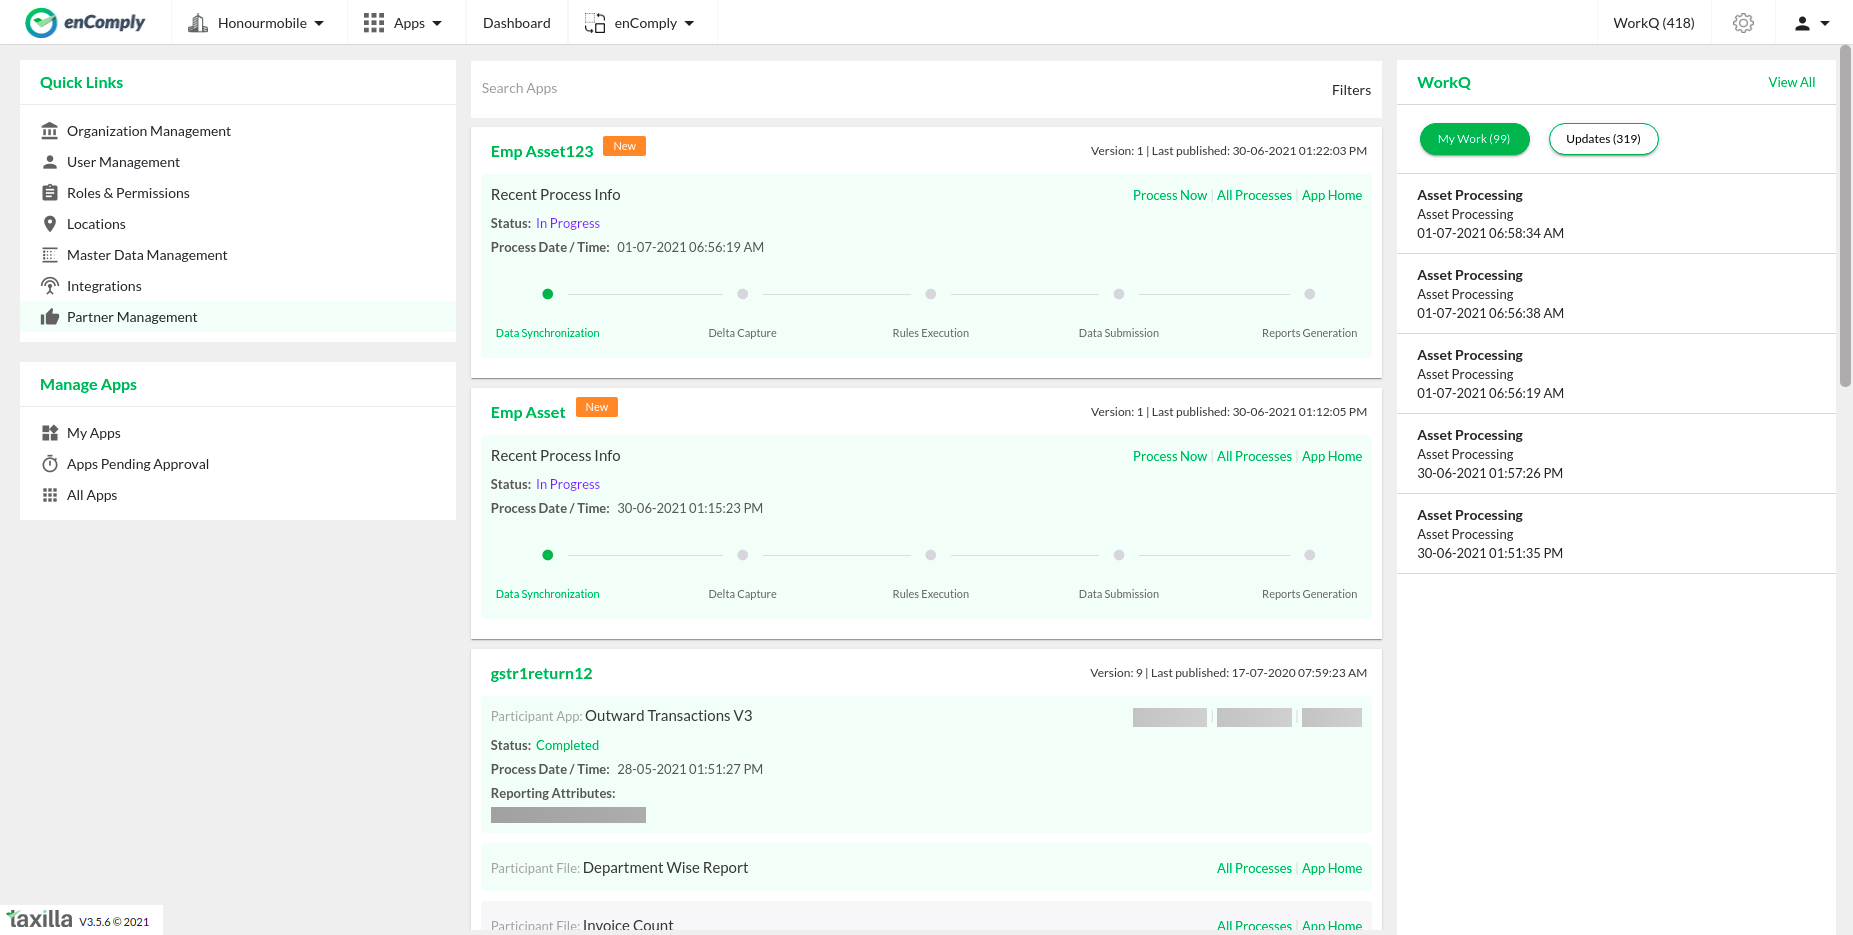 enComply
Honourmobile
Apps
Dashboard
enComply
WorkQ (418)
Quick Links
Organization Management
User Management
Roles & Permissions
Locations
Master Data Management
Integrations
Partner Management
Manage Apps
My Apps
Apps Pending Approval
All Apps
taxilla V3.5.6 © 2021
Search Apps
Filters
Emp Asset123 New Version: 1 | Last published: 30-06-2021 01:22:03 PM
Recent Process Info Process Now | All Processes | App Home
Status: In Progress
Process Date / Time: 01-07-2021 06:56:19 AM
Data Synchronization Delta Capture Rules Execution Data Submission Reports Generation
Emp Asset New Version: 1 | Last published: 30-06-2021 01:12:05 PM
Recent Process Info Process Now | All Processes | App Home
Status: In Progress
Process Date / Time: 30-06-2021 01:15:23 PM
Data Synchronization Delta Capture Rules Execution Data Submission Reports Generation
gstr1return12 Version: 9 | Last published: 17-07-2020 07:59:23 AM
Participant App: Outward Transactions V3
Status: Completed
Process Date / Time: 28-05-2021 01:51:27 PM
Reporting Attributes:
Participant File: Department Wise Report All Processes | App Home
Participant File: Invoice Count All Processes | App Home
WorkQ View All
My Work (99) Updates (319)
Asset Processing
Asset Processing
01-07-2021 06:58:34 AM
Asset Processing
Asset Processing
01-07-2021 06:56:38 AM
Asset Processing
Asset Processing
01-07-2021 06:56:19 AM
Asset Processing
Asset Processing
30-06-2021 01:57:26 PM
Asset Processing
Asset Processing
30-06-2021 01:51:35 PM